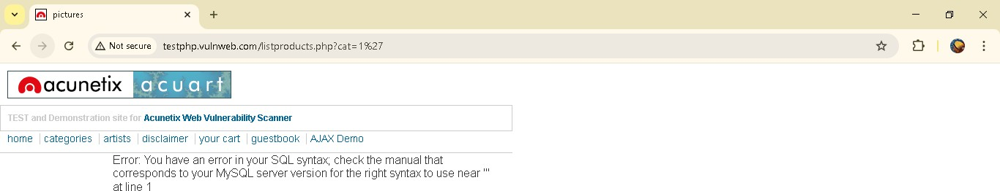 pictures
Not secure testphp.vulnweb.com/listproducts.php?cat=1%27
acunetix acuart
TEST and Demonstration site for Acunetix Web Vulnerability Scanner
home categories artists disclaimer your cart guestbook AJAX Demo
Error: You have an error in your SQL syntax; check the manual that
corresponds to your MySQL server version for the right syntax to use near '''
at line 1